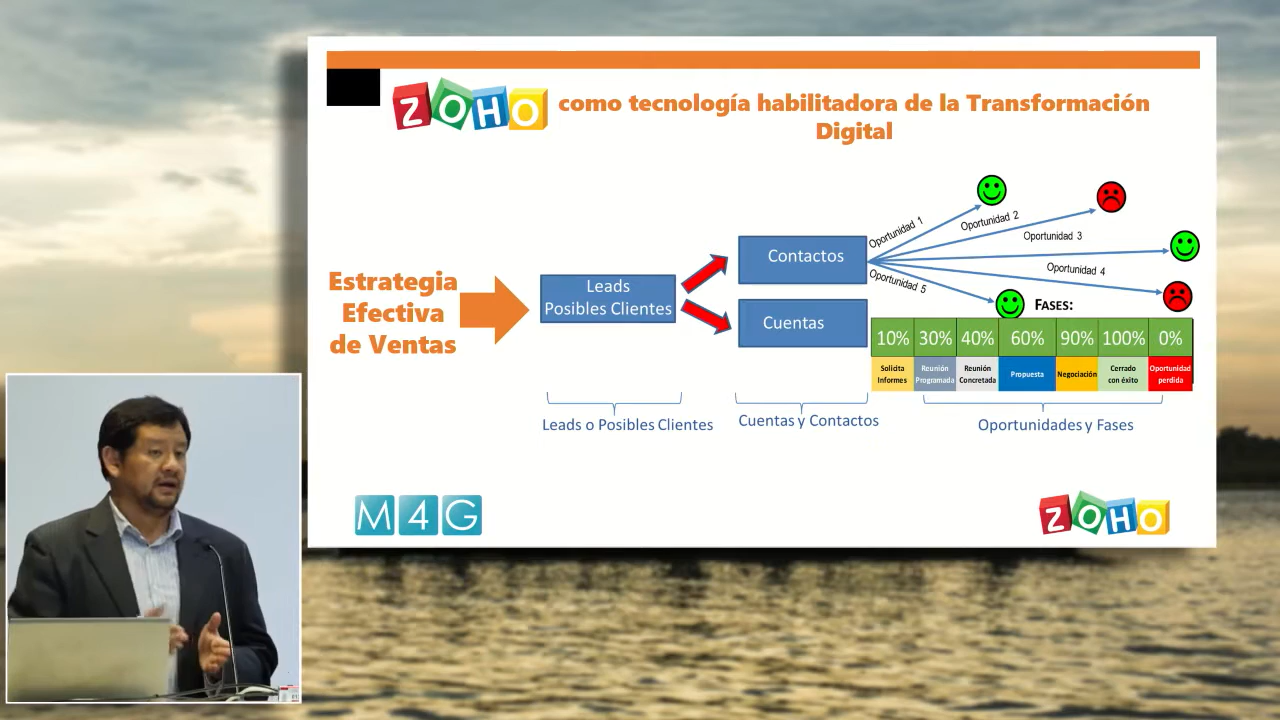 ZOHO como tecnología habilitadora de la Transformación
Digital
Estrategia
Efectiva
de Ventas
Leads
Posibles Clientes
Contactos
Cuentas
Oportunidad 1
Oportunidad 2
Oportunidad 3
Oportunidad 4
Oportunidad 5
FASES:
10% 30% 40% 60% 90% 100% 0%
Solicita Informes
Reunión Programada
Reunión Concretada
Propuesta
Negociación
Cerrado con éxito
Oportunidad perdida
Leads o Posibles Clientes
Cuentas y Contactos
Oportunidades y Fases
M4G
ZOHO